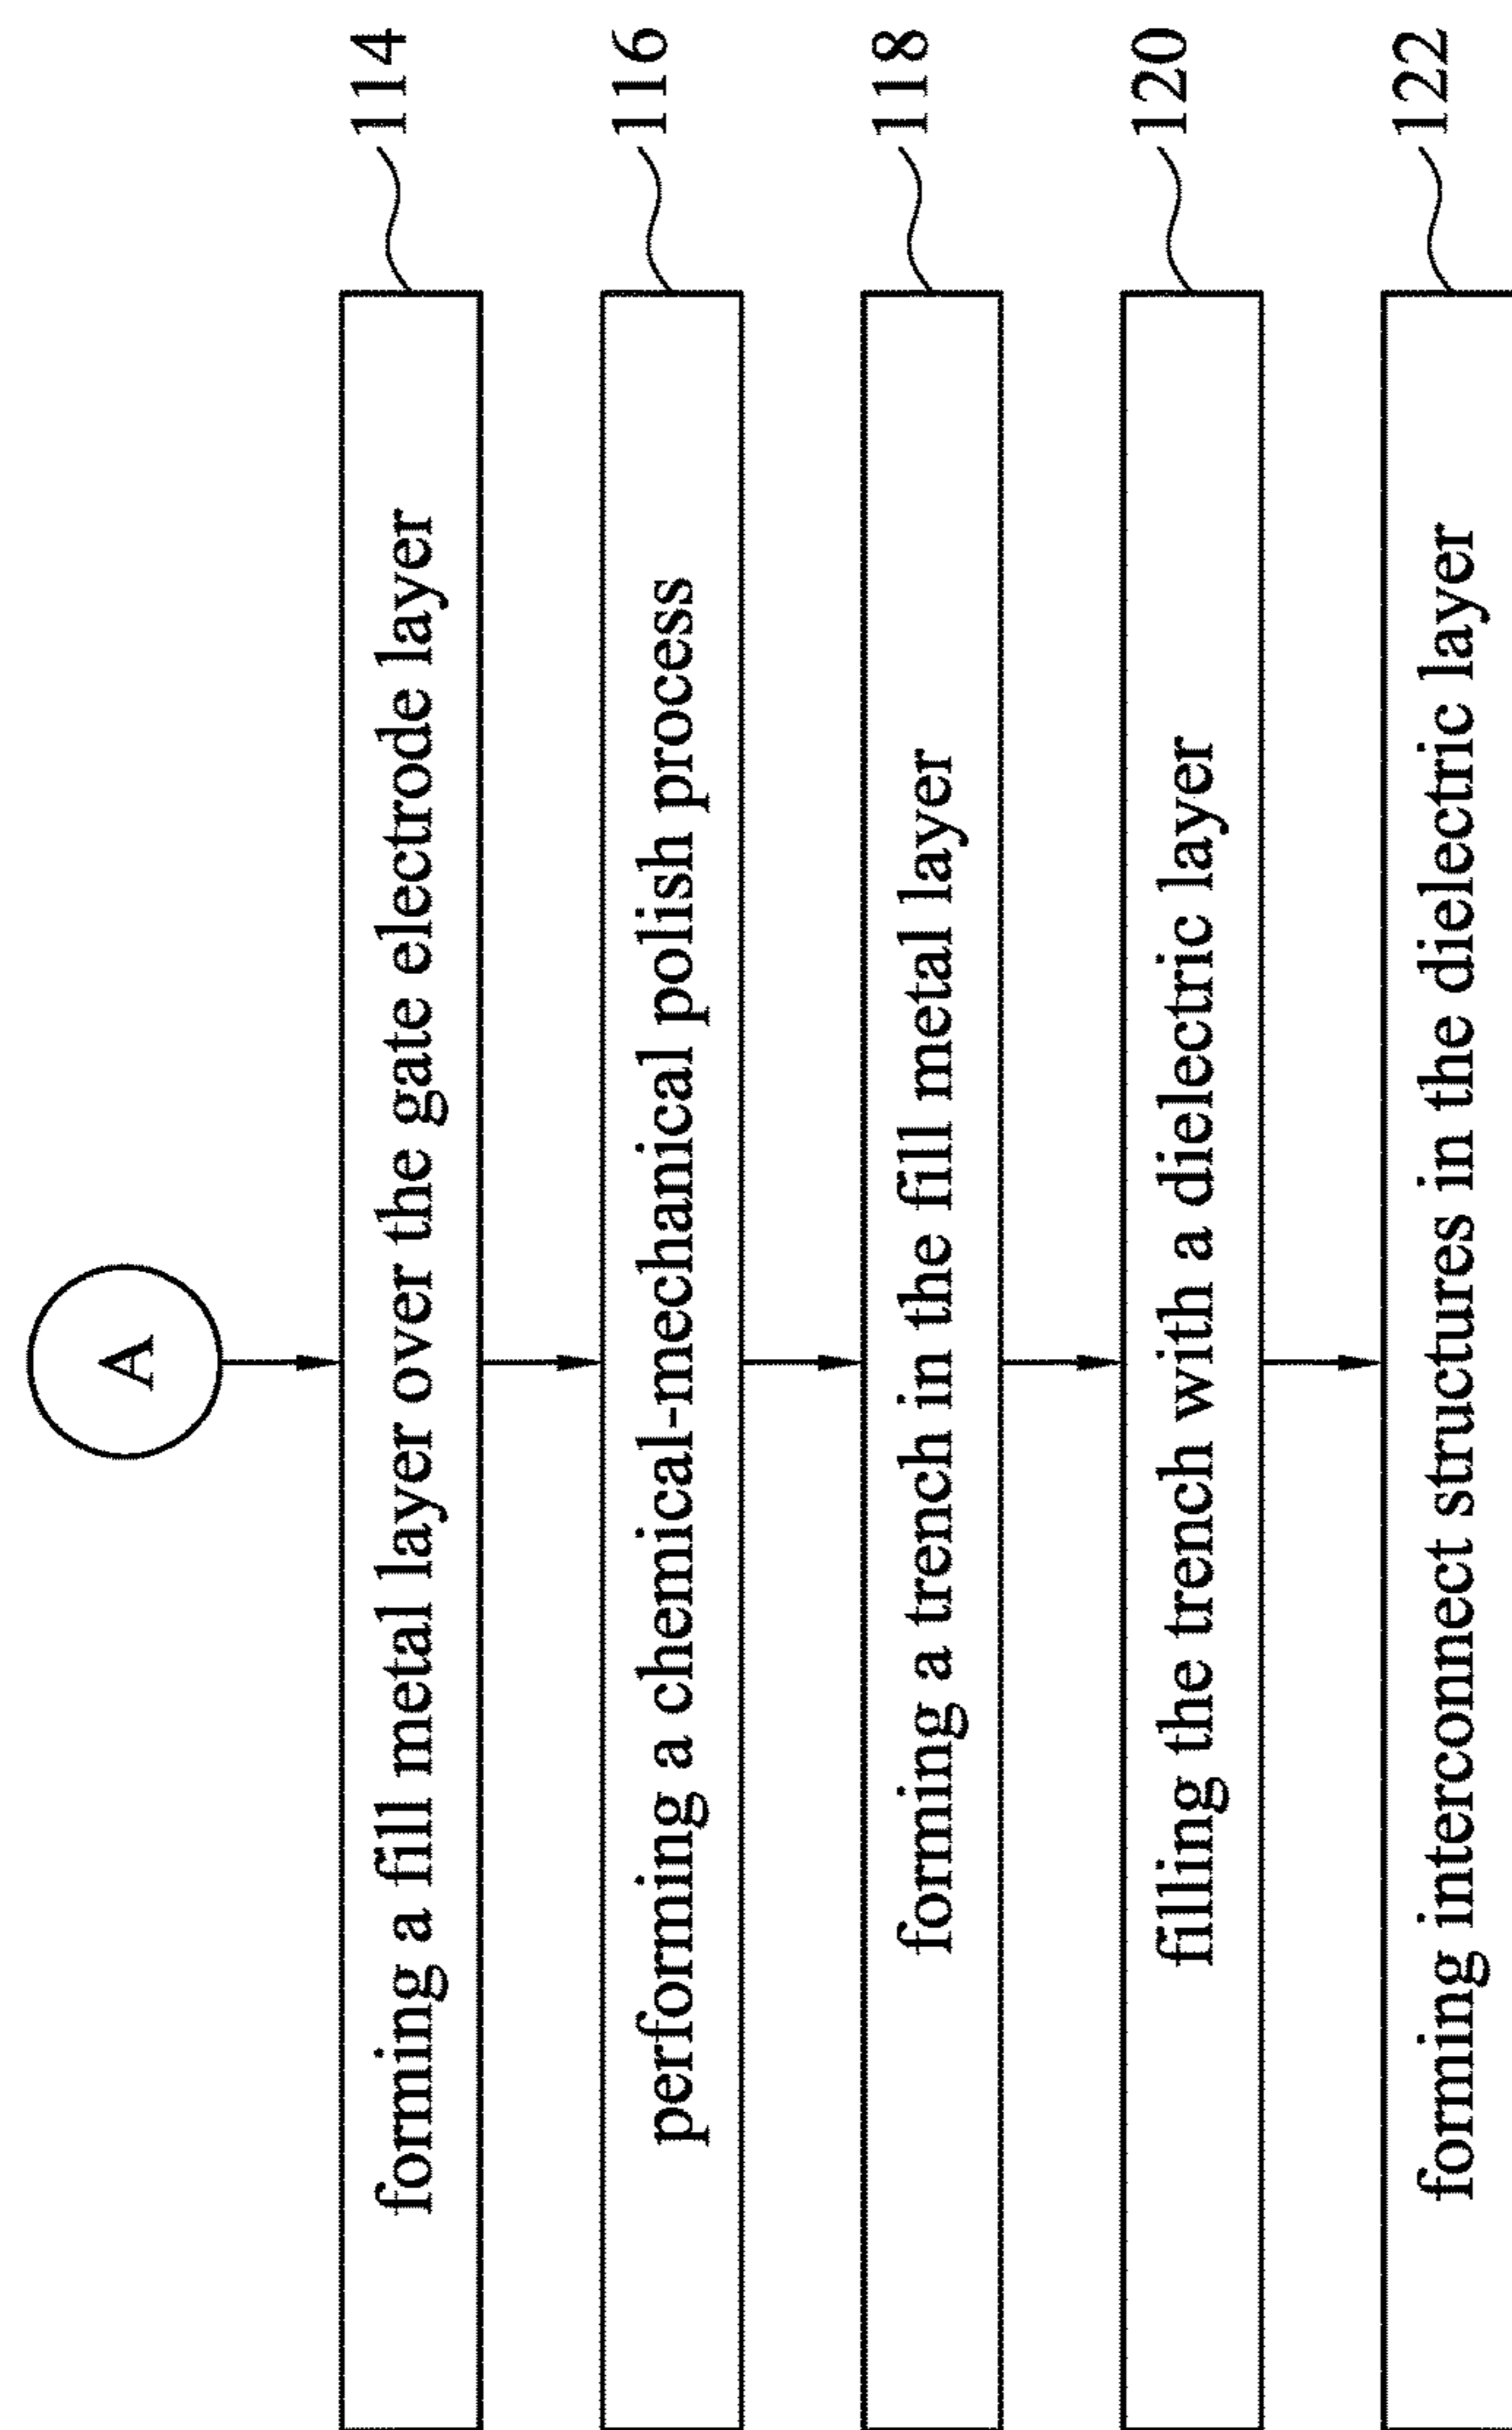 A
forming a fill metal layer over the gate electrode layer
114
performing a chemical-mechanical polish process
116
forming a trench in the fill metal layer
118
filling the trench with a dielectric layer
120
forming interconnect structures in the dielectric layer
122